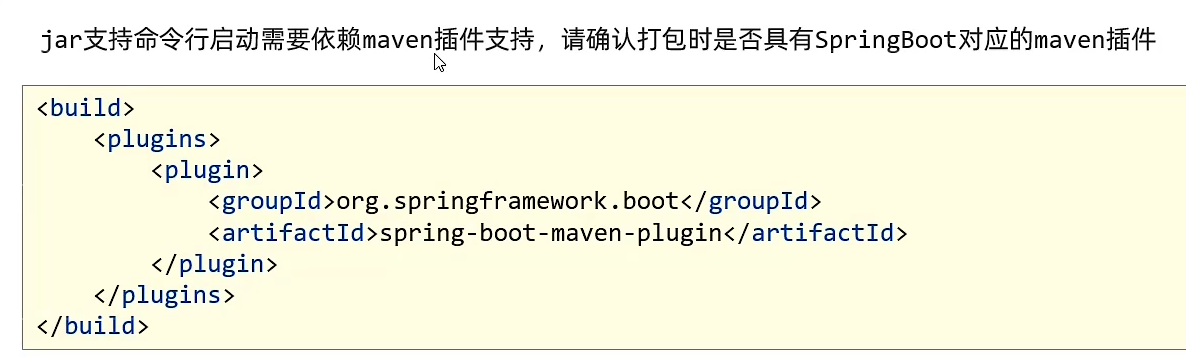 jar支持命令行启动需要依赖maven插件支持，请确认打包时是否具有SpringBoot对应的maven插件
<build>
    <plugins>
        <plugin>
            <groupId>org.springframework.boot</groupId>
            <artifactId>spring-boot-maven-plugin</artifactId>
        </plugin>
    </plugins>
</build>